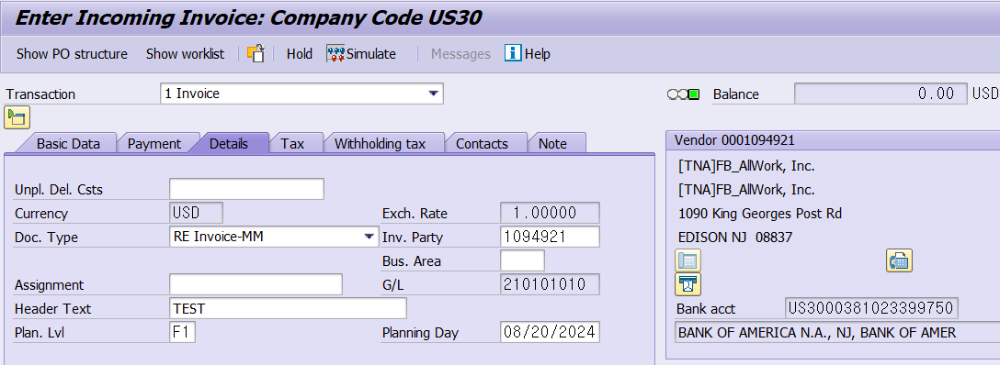 Enter Incoming Invoice: Company Code US30
Show PO structure Show worklist Hold Simulate Messages Help
Transaction 1 Invoice Balance 0.00 USD
Basic Data Payment Details Tax Withholding tax Contacts Note
Vendor 0001094921
[TNA]FB_AllWork, Inc.
Unpl. Del. Csts
[TNA]FB_AllWork, Inc.
Currency USD Exch. Rate 1.00000
1090 King Georges Post Rd
Doc. Type RE Invoice-MM Inv. Party 1094921
EDISON NJ 08837
Bus. Area
Assignment G/L 210101010
Header Text TEST
Bank acct US3000381023399750
Plan. Lvl F1 Planning Day 08/20/2024
BANK OF AMERICA N.A., NJ, BANK OF AMER